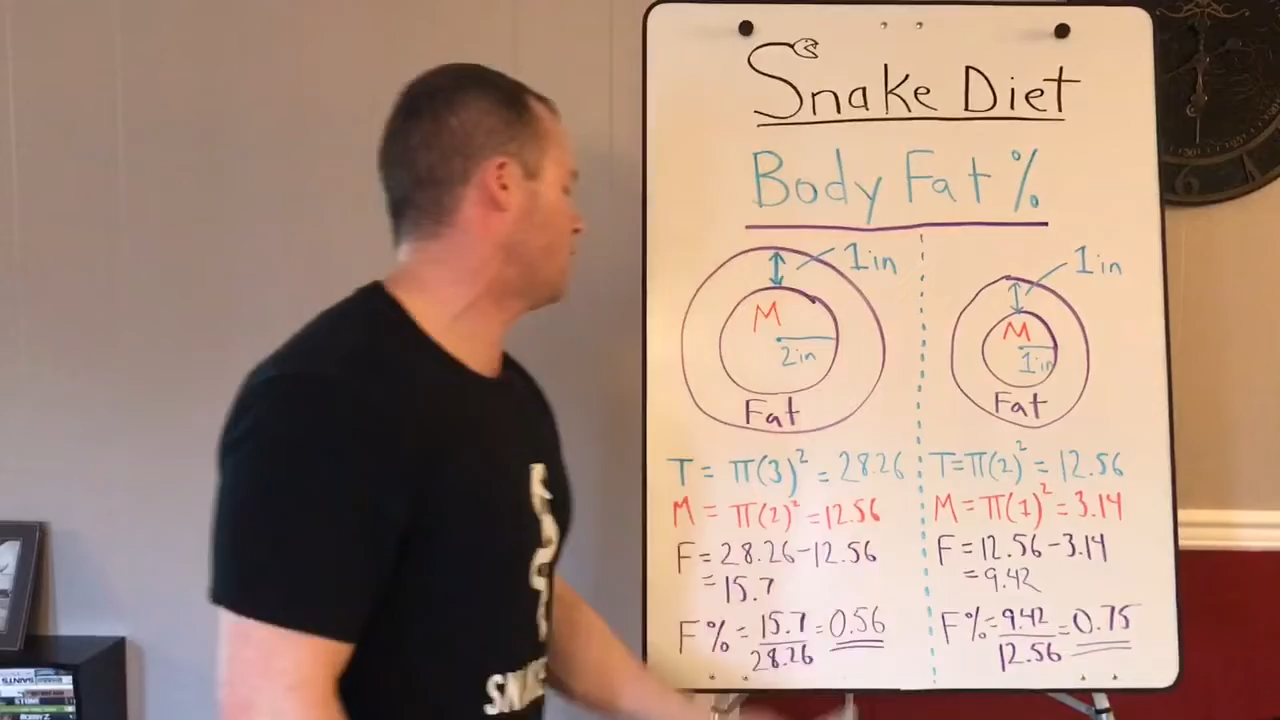 Snake Diet
Body Fat %
1in
M
2in
Fat
T = π(3)² = 28.26
M = π(2)² = 12.56
F = 28.26 - 12.56
= 15.7
F% = 15.7/28.26 = 0.56
1in
M
1in
Fat
T = π(2)² = 12.56
M = π(1)² = 3.14
F = 12.56 - 3.14
= 9.42
F% = 9.42/12.56 = 0.75
6
SAINTS